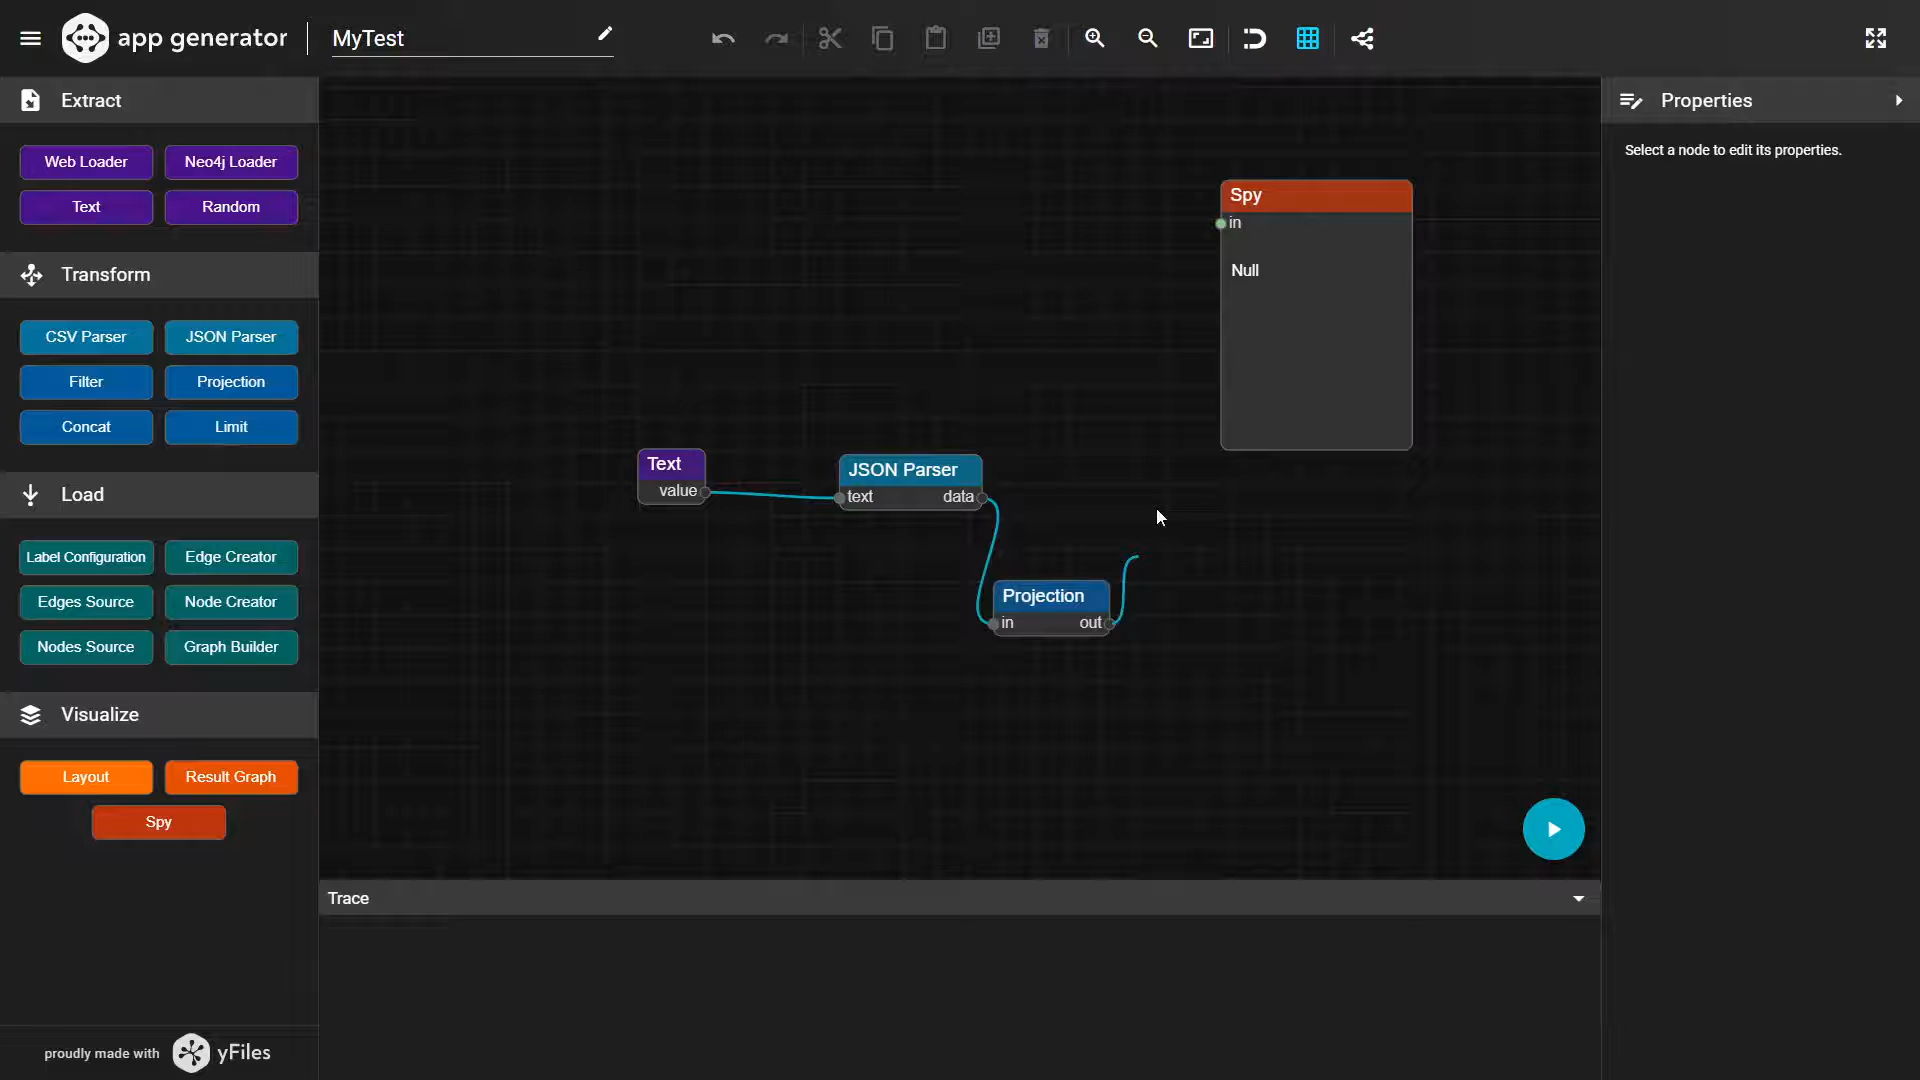 app generator
MyTest
Extract
Web Loader
Neo4j Loader
Text
Random
Transform
CSV Parser
JSON Parser
Filter
Projection
Concat
Limit
Load
Label Configuration
Edge Creator
Edges Source
Node Creator
Nodes Source
Graph Builder
Visualize
Layout
Result Graph
Spy
proudly made with
yFiles
Text
value
JSON Parser
text data
Projection
in out
Spy
in
Null
Trace
Properties
Select a node to edit its properties.